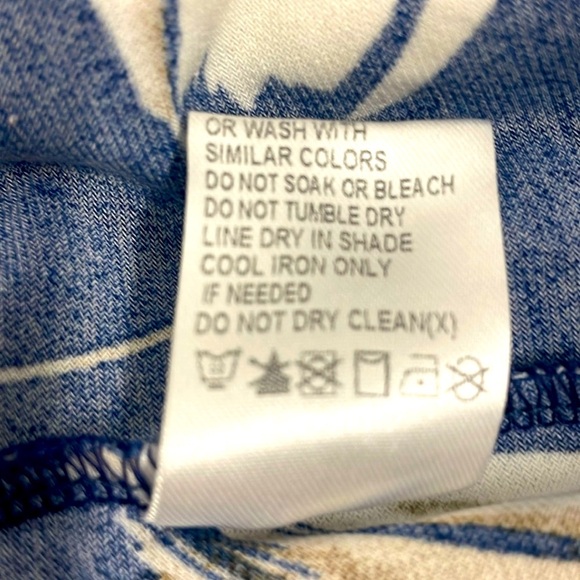 OR WASH WITH
SIMILAR COLORS
DO NOT SOAK OR BLEACH
DO NOT TUMBLE DRY
LINE DRY IN SHADE
COOL IRON ONLY
IF NEEDED
DO NOT DRY CLEAN(X)